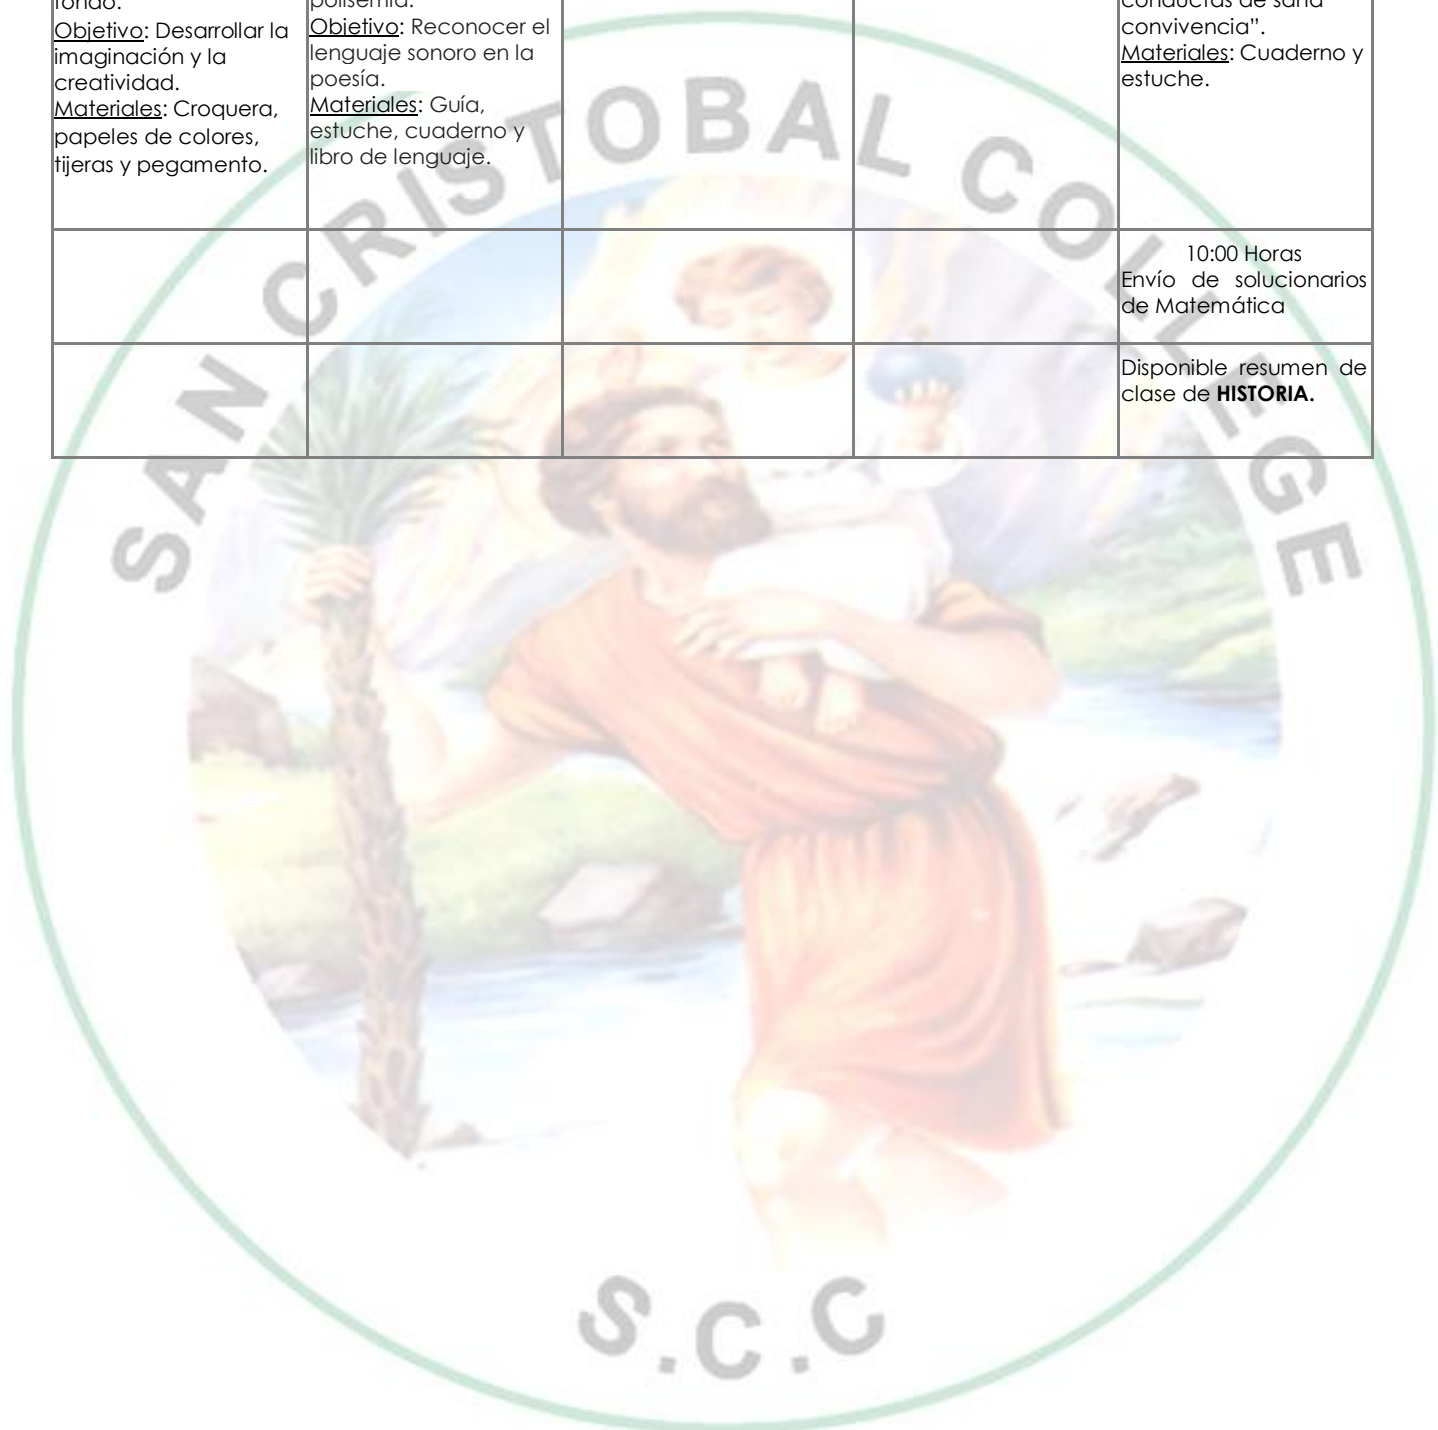 fondo.
Objetivo: Desarrollar la
imaginación y la
creatividad.
Materiales: Croquera,
papeles de colores,
tijeras y pegamento.
polisemia.
Objetivo: Reconocer el
lenguaje sonoro en la
poesía.
Materiales: Guía,
estuche, cuaderno y
libro de lenguaje.
conductas de sana
convivencia”.
Materiales: Cuaderno y
estuche.
10:00 Horas
Envío de solucionarios
de Matemática
Disponible resumen de
clase de HISTORIA.
SAN CRISTOBAL COLLEGE
S.C.C